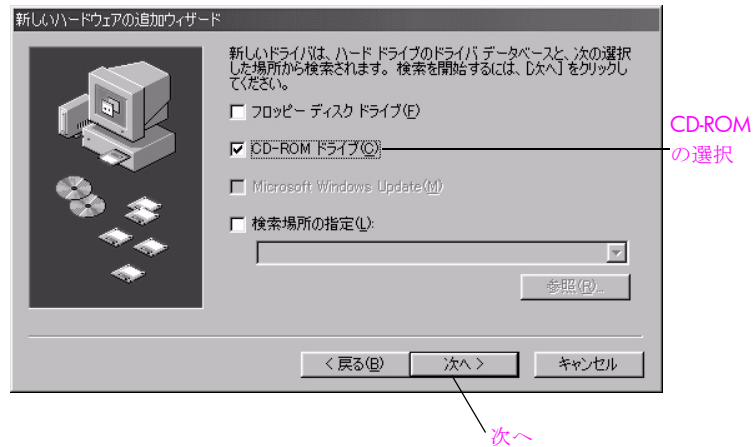 新しいハードウェアの追加ウィザード
新しいドライバは、ハード ドライブのドライバ データベースと、次の選択
した場所から検索されます。検索を開始するには、[次へ] をクリックし
てください。
フロッピー ディスク ドライブ(F)
CD-ROM ドライブ(C)
Microsoft Windows Update(M)
検索場所の指定(L):
参照(R)...
< 戻る(B)
次へ >
キャンセル
CD-ROM
の選択
次へ